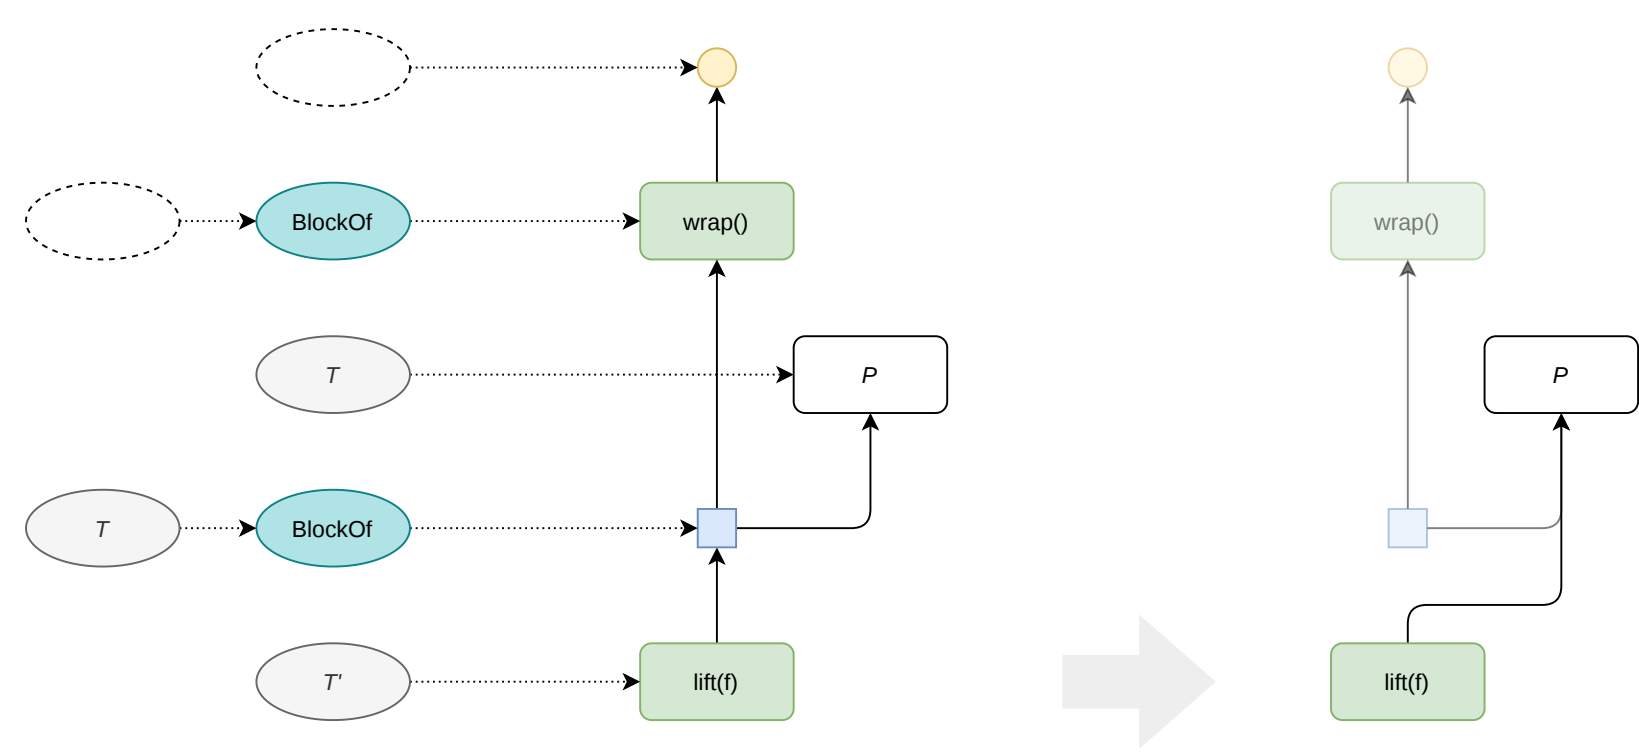 BlockOf
wrap()
wrap()
T
P
P
T
BlockOf
T'
lift(f)
lift(f)